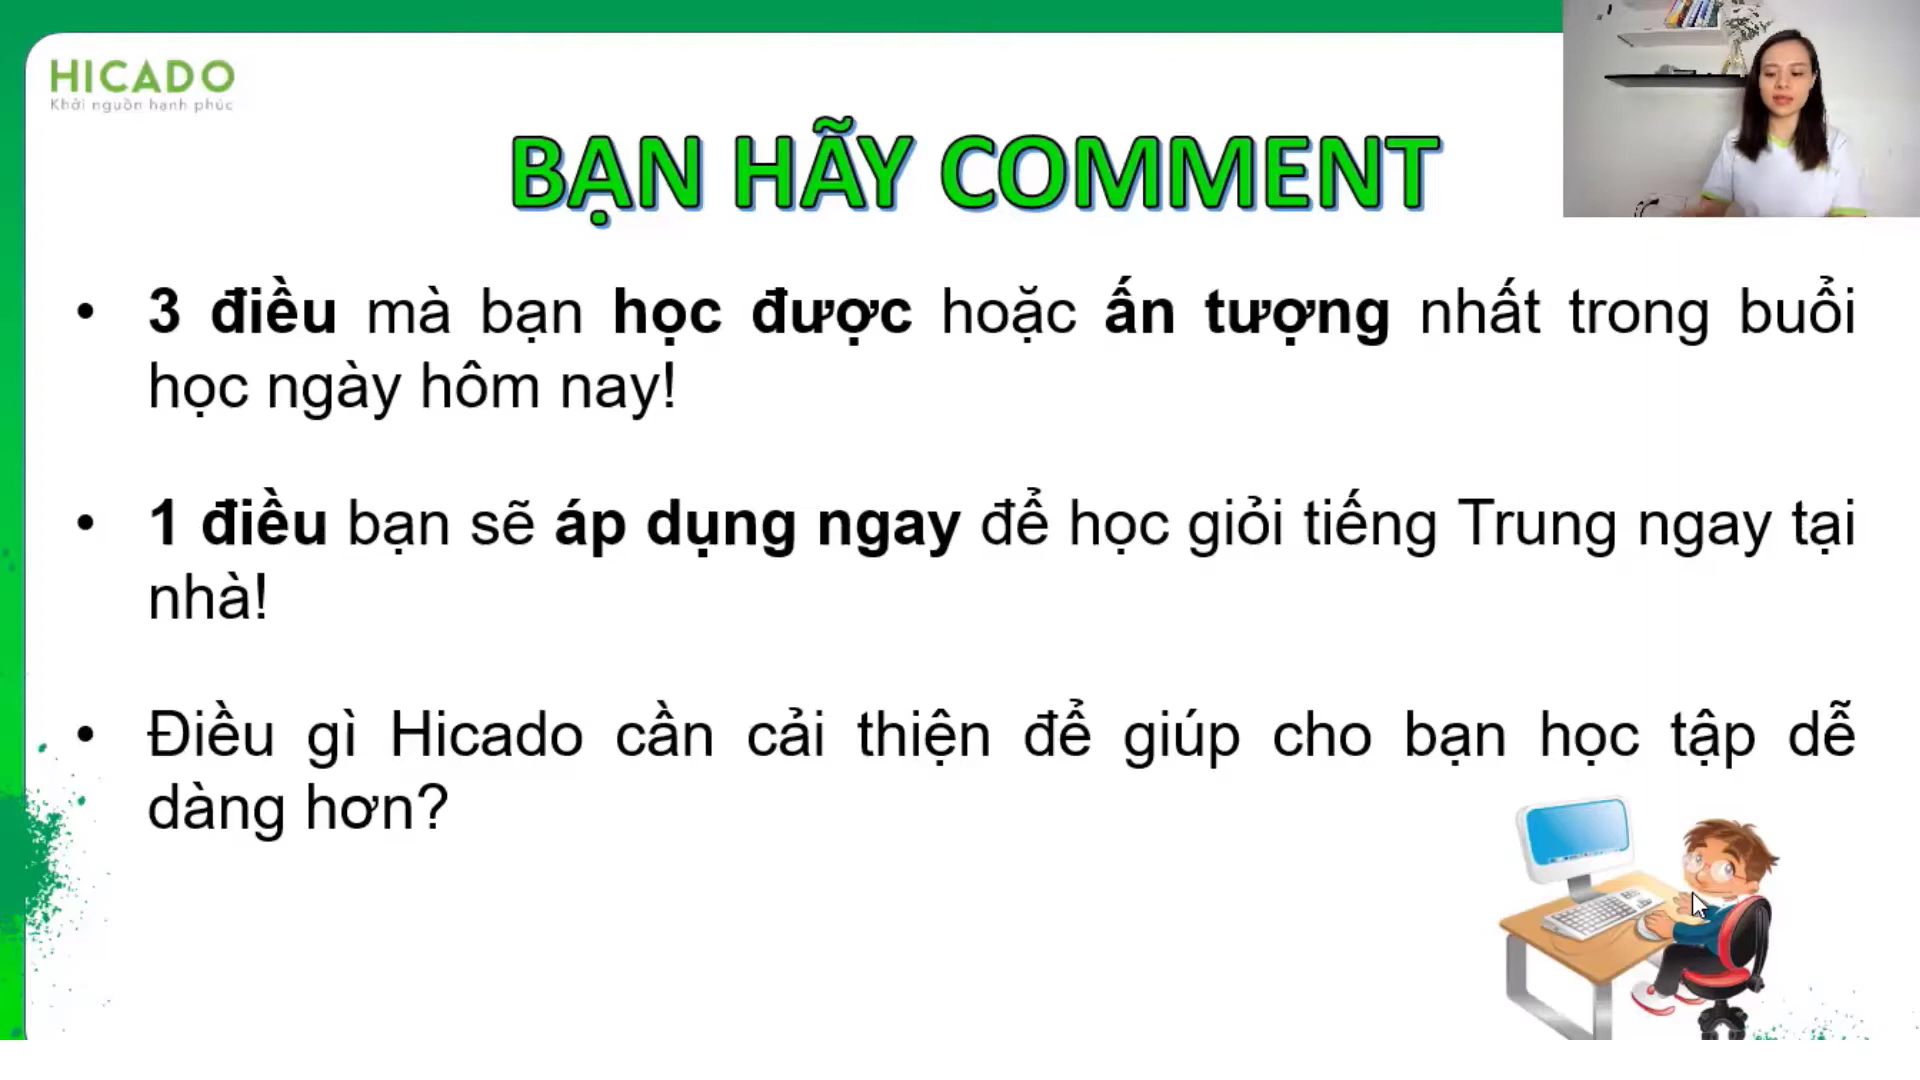 HICADO
Khởi nguồn hạnh phúc
BẠN HÃY COMMENT
• 3 điều mà bạn học được hoặc ấn tượng nhất trong buổi
học ngày hôm nay!
• 1 điều bạn sẽ áp dụng ngay để học giỏi tiếng Trung ngay tại
nhà!
• Điều gì Hicado cần cải thiện để giúp cho bạn học tập dễ
dàng hơn?